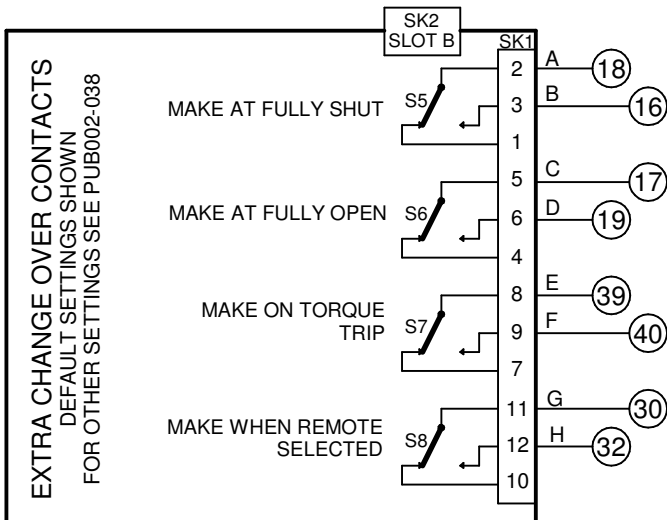 SK2
SLOT B
SK1
EXTRA CHANGE OVER CONTACTS
DEFAULT SETTINGS SHOWN
FOR OTHER SETTINGS SEE PUB002-038
MAKE AT FULLY SHUT
S5
2 A 18
3 B 16
1
MAKE AT FULLY OPEN
S6
5 C 17
6 D 19
4
MAKE ON TORQUE
TRIP
S7
8 E 39
9 F 40
7
MAKE WHEN REMOTE
SELECTED
S8
11 G 30
12 H 32
10